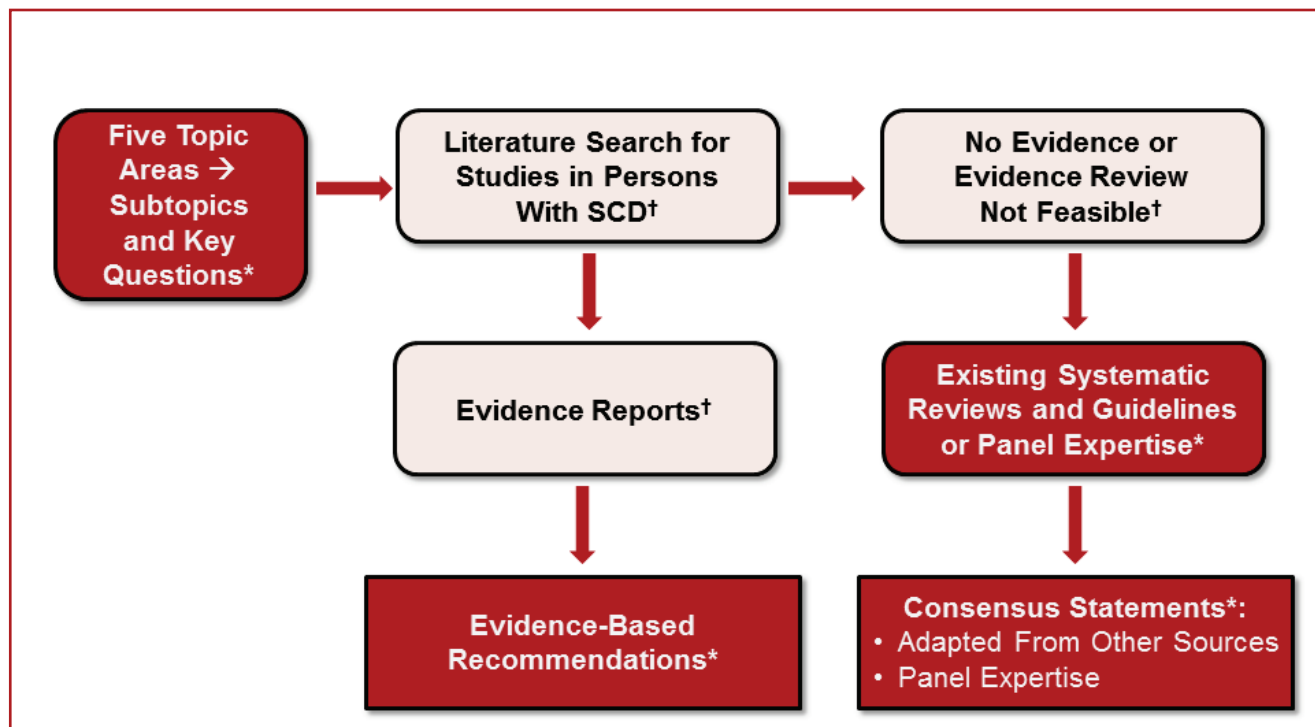 Five Topic
Areas →
Subtopics
and Key
Questions*
Literature Search for
Studies in Persons
With SCD†
No Evidence or
Evidence Review
Not Feasible†
Evidence Reports†
Existing Systematic
Reviews and Guidelines
or Panel Expertise*
Evidence-Based
Recommendations*
Consensus Statements*:
• Adapted From Other Sources
• Panel Expertise